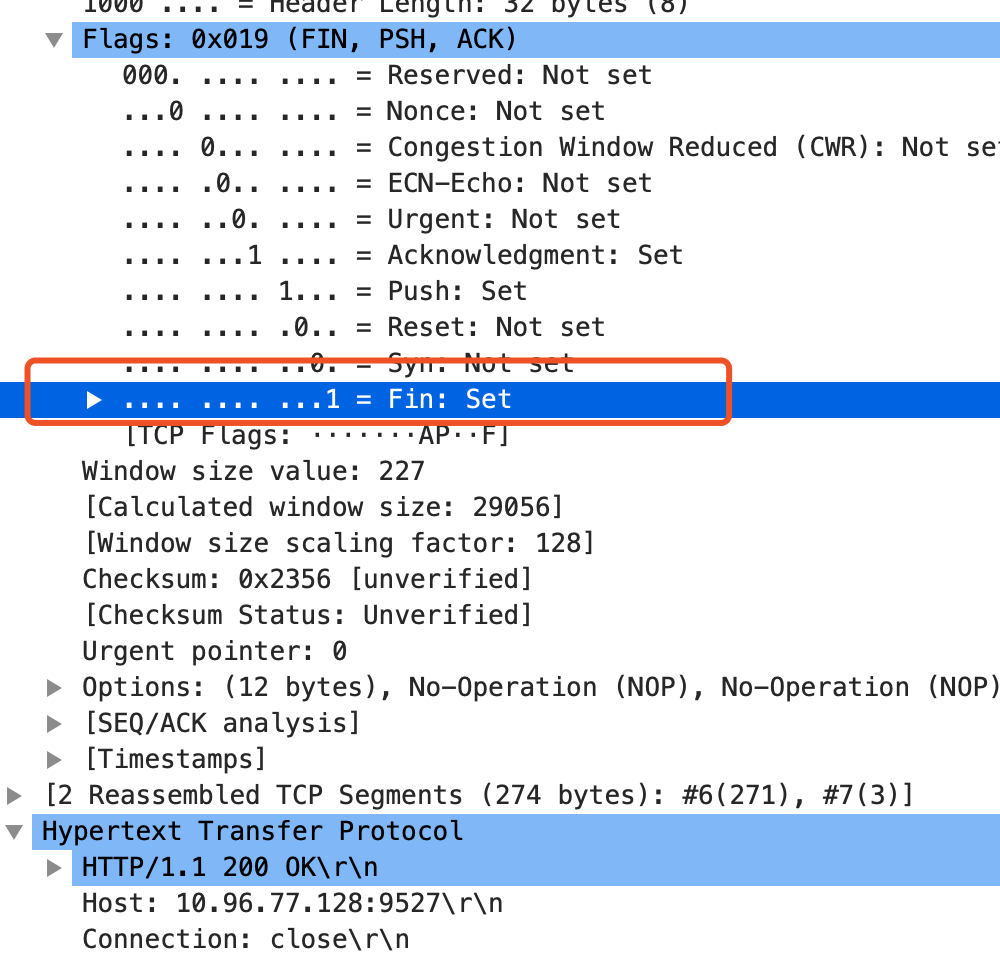 1000 .... = Header Length: 32 bytes (8)
Flags: 0x019 (FIN, PSH, ACK)
000. .... .... = Reserved: Not set
...0 .... .... = Nonce: Not set
.... 0... .... = Congestion Window Reduced (CWR): Not set
.... .0.. .... = ECN-Echo: Not set
.... ..0. .... = Urgent: Not set
.... ...1 .... = Acknowledgment: Set
.... .... 1... = Push: Set
.... .... .0.. = Reset: Not set
.... .... ..0. = Syn: Not set
.... .... ...1 = Fin: Set
[TCP Flags: ·······AP··F]
Window size value: 227
[Calculated window size: 29056]
[Window size scaling factor: 128]
Checksum: 0x2356 [unverified]
[Checksum Status: Unverified]
Urgent pointer: 0
Options: (12 bytes), No-Operation (NOP), No-Operation (NOP)
[SEQ/ACK analysis]
[Timestamps]
[2 Reassembled TCP Segments (274 bytes): #6(271), #7(3)]
Hypertext Transfer Protocol
HTTP/1.1 200 OK\r\n
Host: 10.96.77.128:9527\r\n
Connection: close\r\n